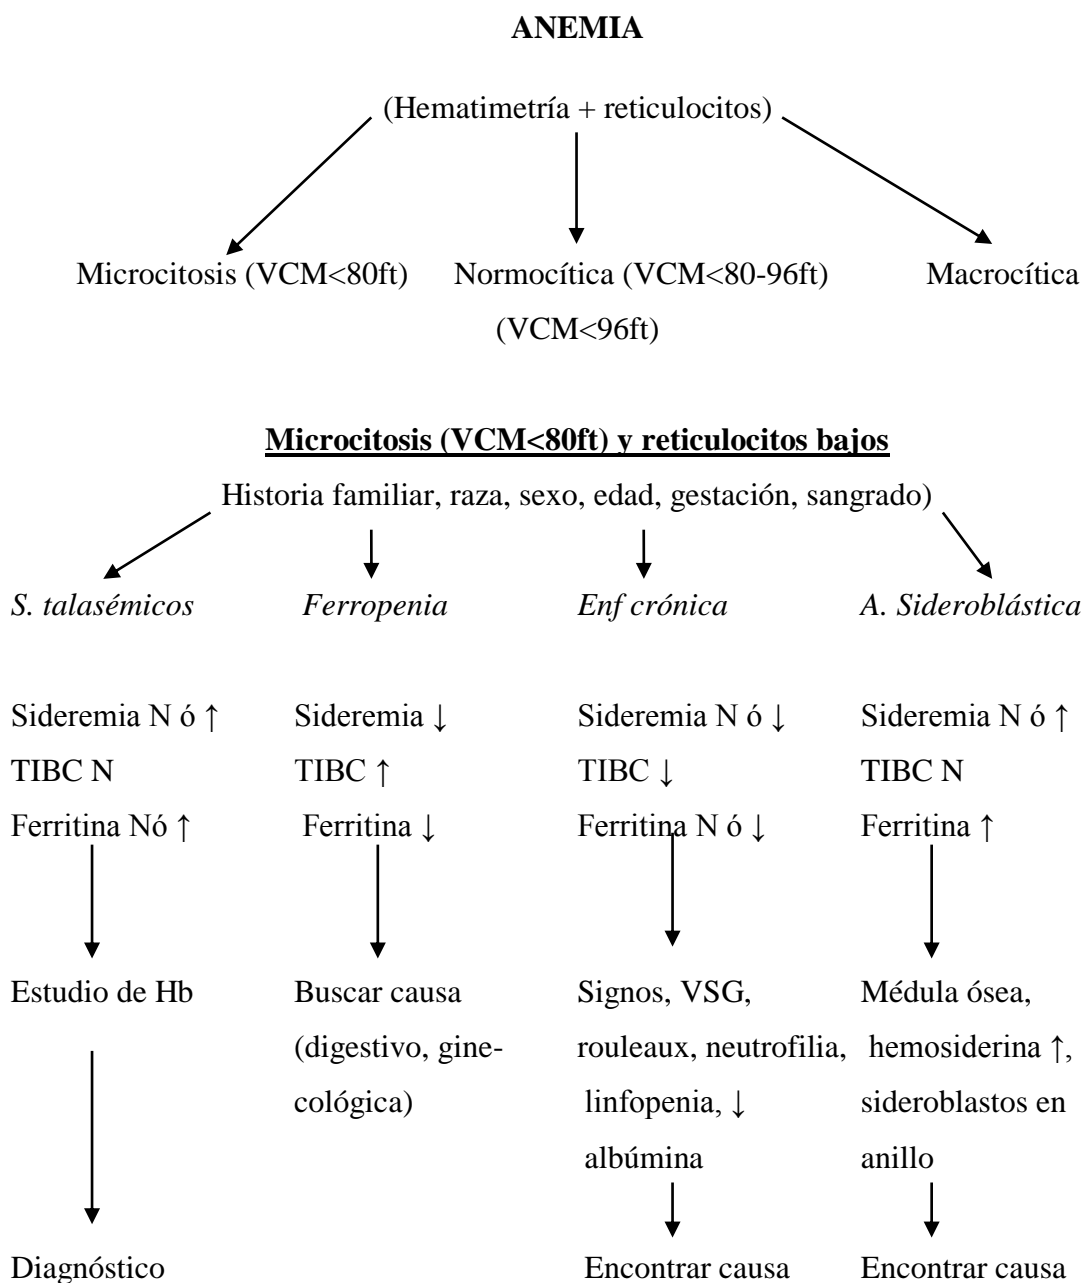 ANEMIA
(Hematimetría + reticulocitos)
Microcitosis (VCM<80ft) Normocítica (VCM<80-96ft) Macrocítica
(VCM<96ft)
Microcitosis (VCM<80ft) y reticulocitos bajos
Historia familiar, raza, sexo, edad, gestación, sangrado)
S. talasémicos Ferropenia Enf crónica A. Sideroblástica
Sideremia N ó ↑ Sideremia ↓ Sideremia N ó ↓ Sideremia N ó ↑
TIBC N TIBC ↑ TIBC ↓ TIBC N
Ferritina Nó ↑ Ferritina ↓ Ferritina N ó ↓ Ferritina ↑
Estudio de Hb Buscar causa Signos, VSG, Médula ósea,
(digestivo, gine- rouleaux, neutrofilia, hemosiderina ↑,
cológica) linfopenia, ↓ sideroblastos en
albúmina anillo
Diagnóstico Encontrar causa Encontrar causa